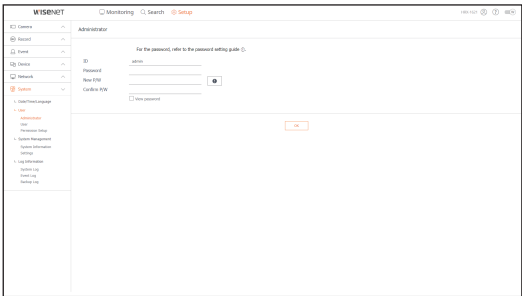 WISENET
Monitoring Search Setup
Camera
Record
Event
Device
Network
System
Date/Time/Language
User
Administrator
User
Permission Setup
System Management
System Information
Settings
Log Information
System Log
Event Log
Backup Log
Administrator
For the password, refer to the password setting guide
ID admin
Password
New P/W
Confirm P/W
View password
OK